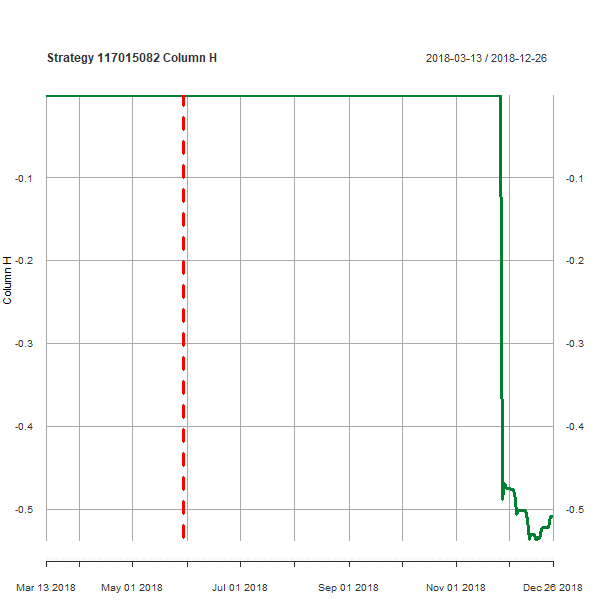 Strategy 117015082 Column H
2018-03-13 / 2018-12-26
-0.1
-0.2
-0.3
-0.4
-0.5
Column H
-0.1
-0.2
-0.3
-0.4
-0.5
Mar 13 2018
May 01 2018
Jul 01 2018
Sep 01 2018
Nov 01 2018
Dec 26 2018